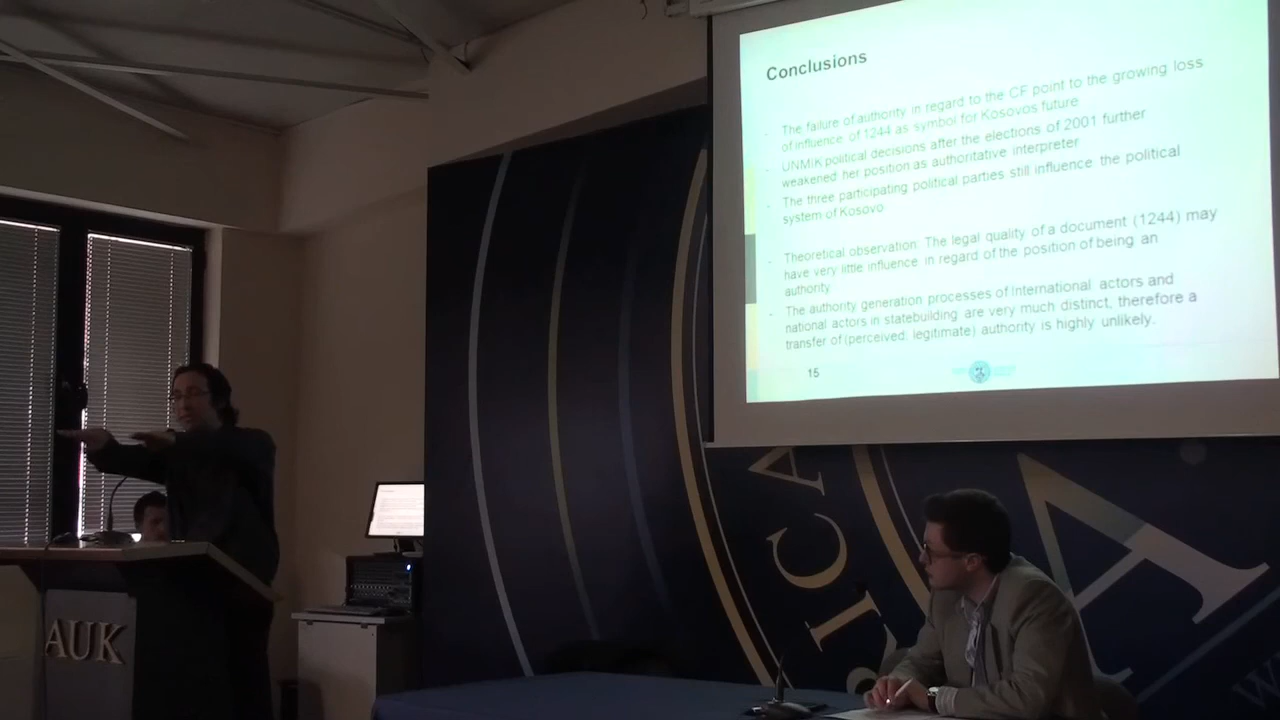 Conclusions
- The failure of authority in regard to the CF point to the growing loss
of influence of 1244 as symbol for Kosovos future
- UNMIK political decisions after the elections of 2001 further
weakened her position as authoritative interpreter
- The three participating political parties still influence the political
system of Kosovo
- Theoretical observation: The legal quality of a document (1244) may
have very little influence in regard of the position of being an
authority.
- The authority generation processes of International actors and
national actors in statebuilding are very much distinct, therefore a
transfer of (perceived: legitimate) authority is highly unlikely.
15
AUK
RICA
A